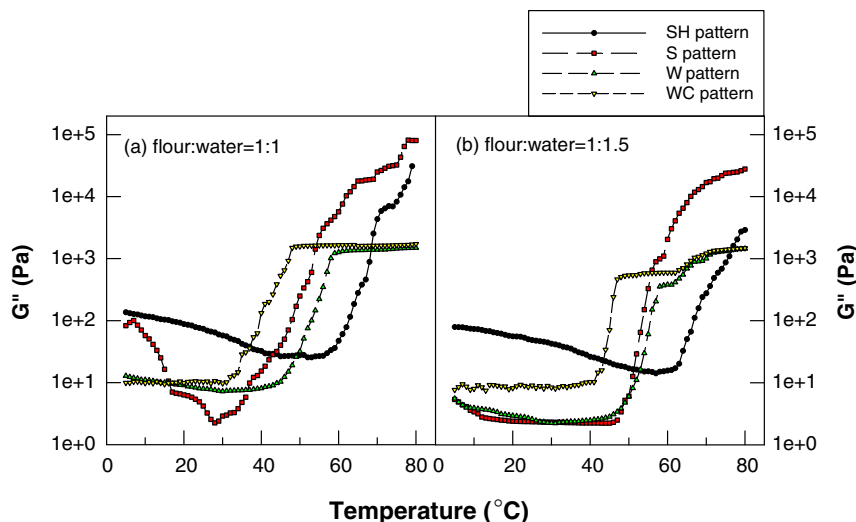 SH pattern
S pattern
W pattern
WC pattern
(a) flour:water=1:1
(b) flour:water=1:1.5
1e+5
1e+4
1e+3
1e+2
1e+1
1e+0
G" (Pa)
1e+5
1e+4
1e+3
1e+2
1e+1
1e+0
G" (Pa)
0 20 40 60 80 0 20 40 60 80
Temperature (°C)